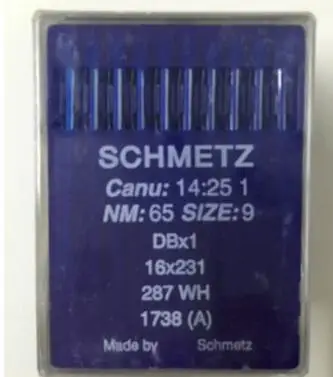 SCHMETZ
Canu: 14:25 1
NM: 65 SIZE: 9
DBx1
16x231
287 WH
1738 (A)
Made by Schmetz